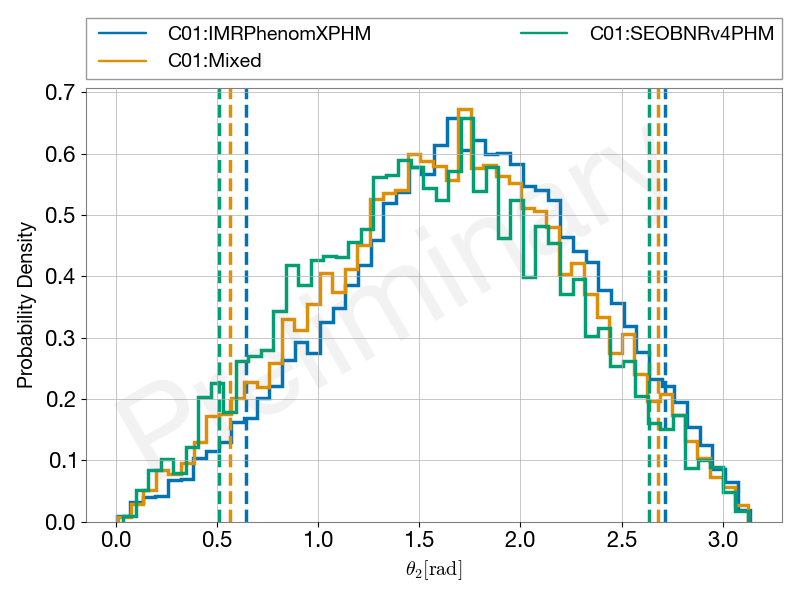 C01:IMRPhenomXPHM C01:SEOBNRv4PHM
C01:Mixed
0.7
0.6
0.5
0.4
0.3
0.2
0.1
0.0
Probability Density
Preliminary
0.0 0.5 1.0 1.5 2.0 2.5 3.0
θ₂[rad]